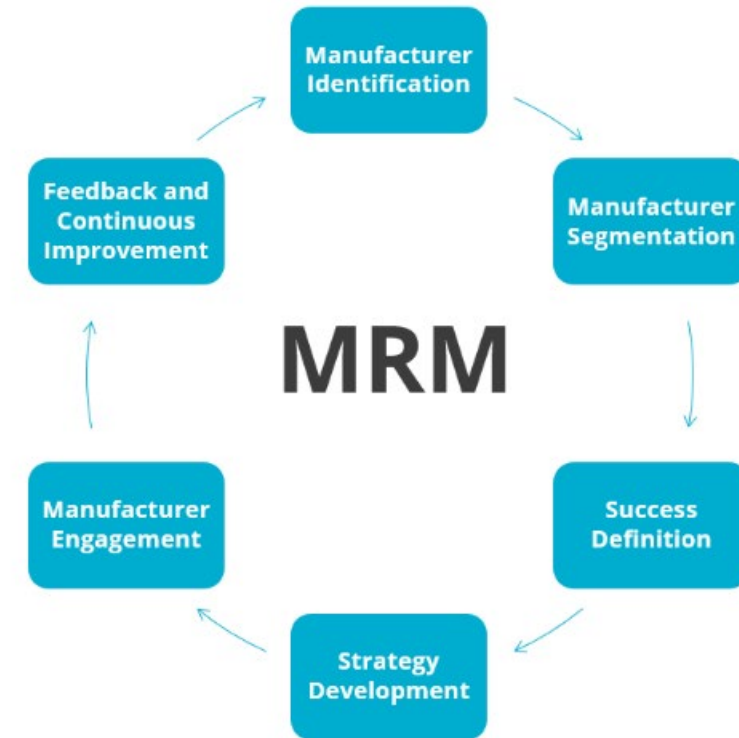 Manufacturer
Identification
Manufacturer
Segmentation
Success
Definition
Strategy
Development
Manufacturer
Engagement
Feedback and
Continuous
Improvement
MRM